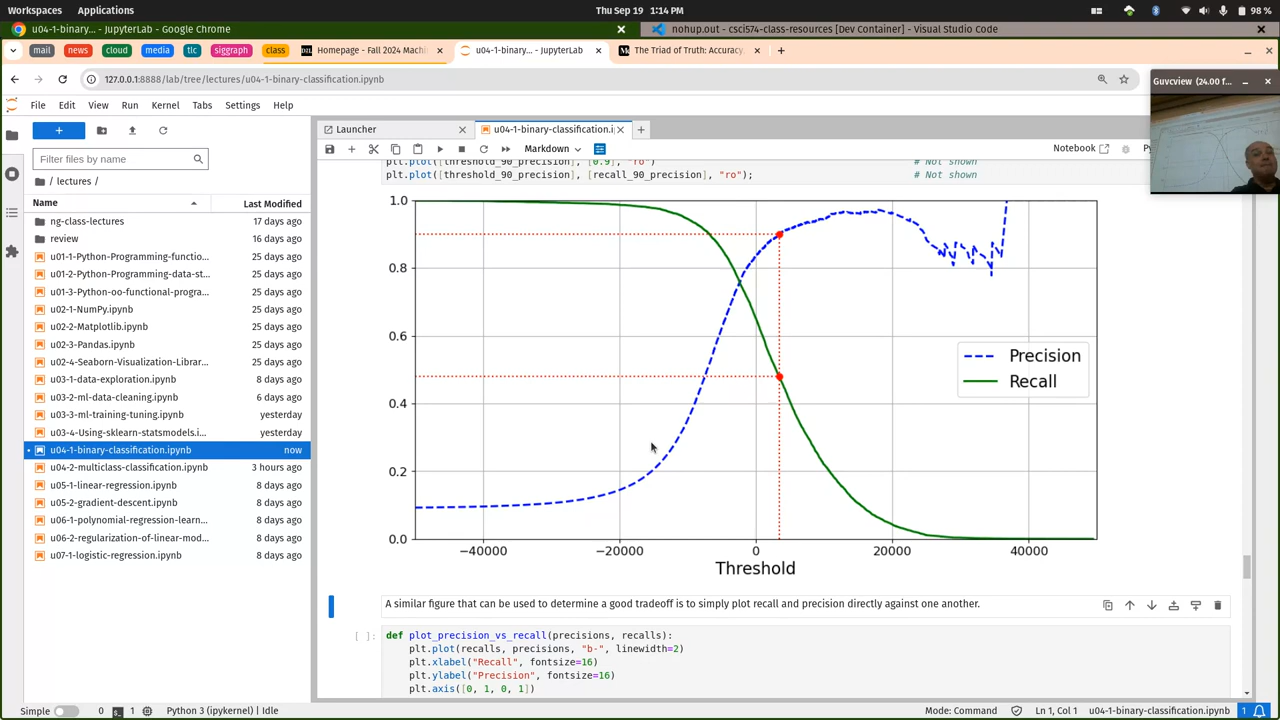 Workspaces Applications Thu Sep 19 1:14 PM 98 %
u04-1-binary-... - JupyterLab - Google Chrome
nohup.out - csci574-class-resources [Dev Container] - Visual Studio Code
mail news cloud media tlc siggraph class Homepage - Fall 2024 Machi u04-1-binary-... - JupyterLab The Triad of Truth: Accuracy,
127.0.0.1:8888/lab/tree/lectures/u04-1-binary-classification.ipynb
Guvcview (24.00 f...
File Edit View Run Kernel Tabs Settings Help
Launcher
u04-1-binary-classification.i
Filter files by name
Markdown
Notebook
/ lectures /
Name Last Modified
ng-class-lectures 17 days ago
review 16 days ago
u01-1-Python-Programming-functio... 25 days ago
u01-2-Python-Programming-data-st... 25 days ago
u01-3-Python-oo-functional-progra... 25 days ago
u02-1-NumPy.ipynb 25 days ago
u02-2-Matplotlib.ipynb 25 days ago
u02-3-Pandas.ipynb 25 days ago
u02-4-Seaborn-Visualization-Librar... 25 days ago
u03-1-data-exploration.ipynb 8 days ago
u03-2-ml-data-cleaning.ipynb 6 days ago
u03-3-ml-training-tuning.ipynb yesterday
u03-4-Using-sklearn-statsmodels.i... yesterday
u04-1-binary-classification.ipynb now
u04-2-multiclass-classification.ipynb 3 hours ago
u05-1-linear-regression.ipynb 8 days ago
u05-2-gradient-descent.ipynb 8 days ago
u06-1-polynomial-regression-learn... 8 days ago
u06-2-regularization-of-linear-mod... 8 days ago
u07-1-logistic-regression.ipynb 8 days ago
plt.plot([threshold_90_precision], [0.9], "ro") # Not shown
plt.plot([threshold_90_precision], [recall_90_precision], "ro"); # Not shown
1.0
0.8
0.6
0.4
0.2
0.0
Precision
Recall
−40000 −20000 0 20000 40000
Threshold
A similar figure that can be used to determine a good tradeoff is to simply plot recall and precision directly against one another.
[ ]: def plot_precision_vs_recall(precisions, recalls):
plt.plot(recalls, precisions, "b-", linewidth=2)
plt.xlabel("Recall", fontsize=16)
plt.ylabel("Precision", fontsize=16)
plt.axis([0, 1, 0, 1])
Simple 0 1 Python 3 (ipykernel) | Idle Mode: Command Ln 1, Col 1 u04-1-binary-classification.ipynb 1